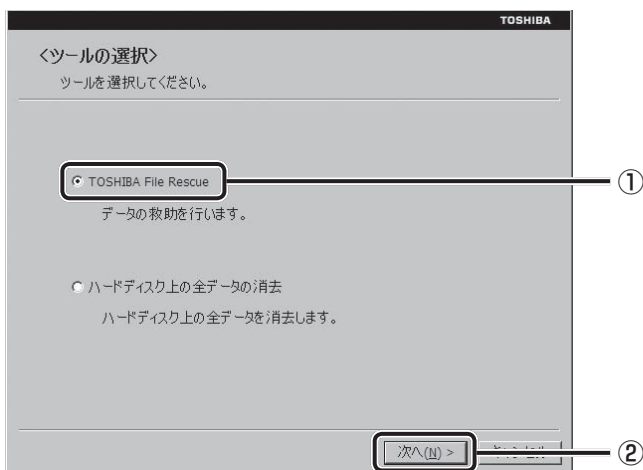 TOSHIBA
<ツールの選択>
ツールを選択してください。
TOSHIBA File Rescue
①
データの救助を行います。
ハードディスク上の全データの消去
ハードディスク上の全データを消去します。
次へ(N) >
②